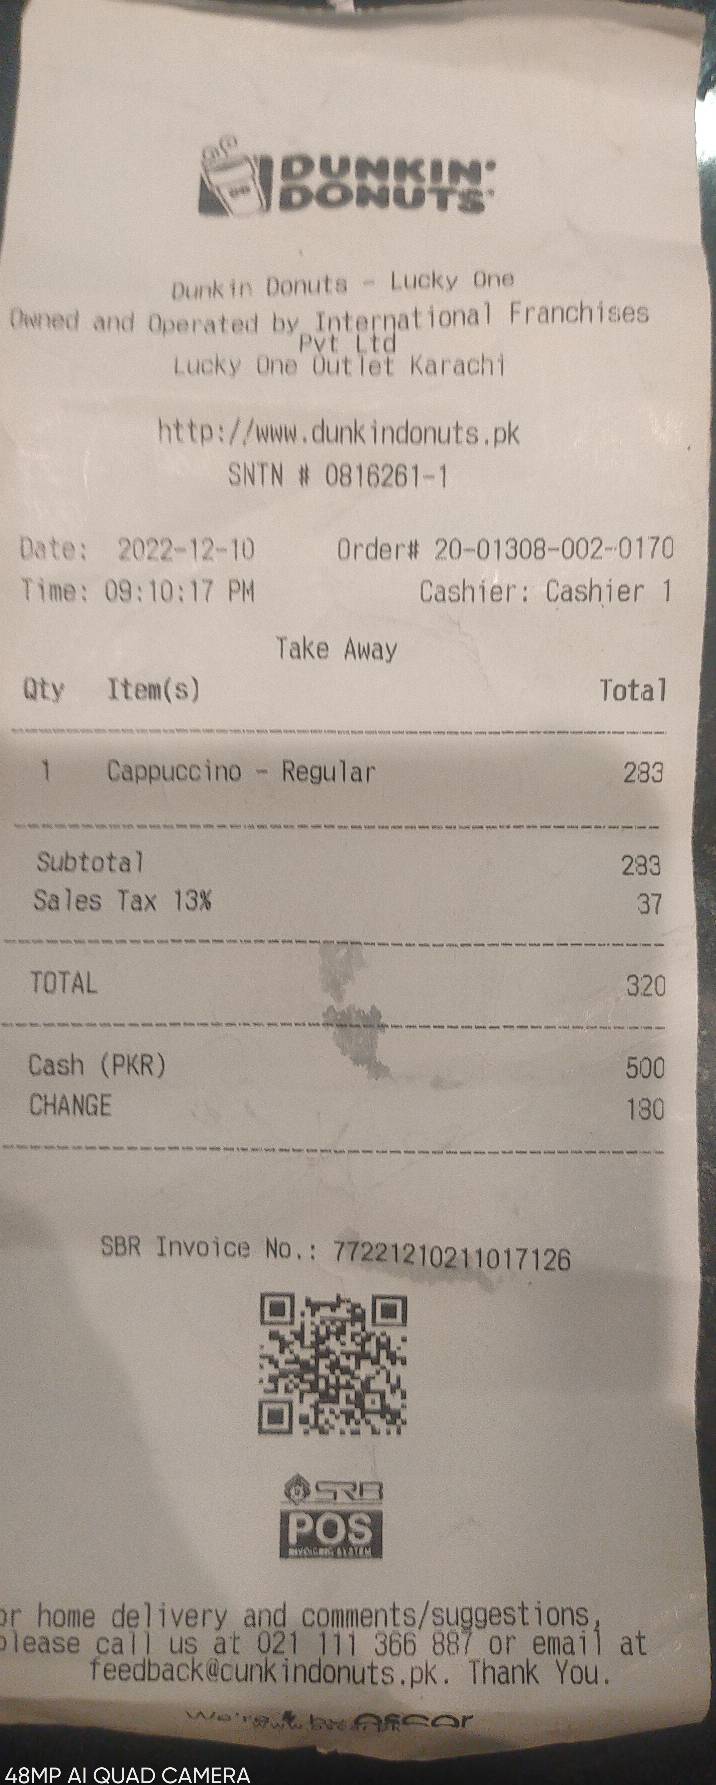 DUNKIN'
DONUTS
Dunkin Donuts - Lucky One
Owned and Operated by International Franchises
Pvt Ltd
Lucky One Outlet Karachi
http://www.dunkindonuts.pk
SNTN # 0816261-1
Date: 2022-12-10 Order# 20-01308-002-0170
Time: 09:10:17 PM Cashier: Cashier 1
Take Away
Qty Item(s) Total
1 Cappuccino - Regular 283
Subtotal 283
Sales Tax 13% 37
TOTAL 320
Cash (PKR) 500
CHANGE 180
SBR Invoice No.: 77221210211017126
SRB
POS
INVOICING SYSTEM
or home delivery and comments/suggestions,
please call us at 021 111 366 887 or email at
feedback@cunkindonuts.pk. Thank You.
We're
48MP AI QUAD CAMERA